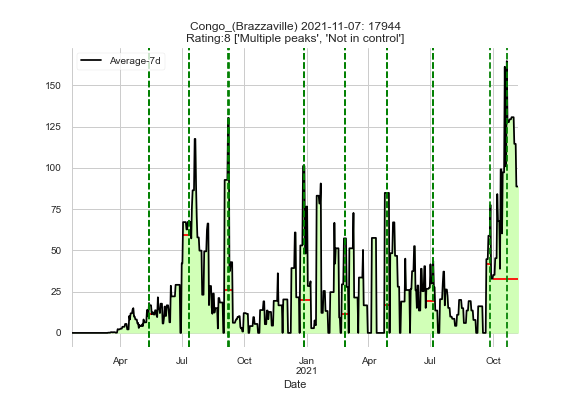 Congo_(Brazzaville) 2021-11-07: 17944
Rating:8 ['Multiple peaks', 'Not in control']
Average-7d
150
125
100
75
50
25
0
Apr
Jul
Oct
Jan
2021
Apr
Jul
Oct
Date